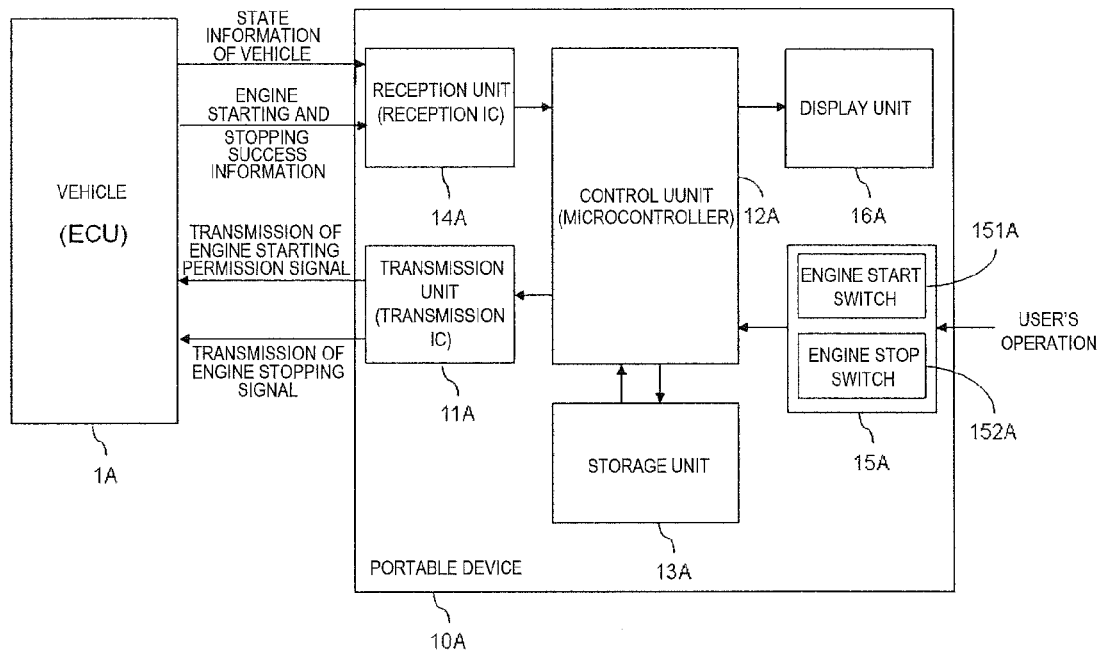 STATE
INFORMATION
OF VEHICLE
ENGINE
STARTING AND
STOPPING
SUCCESS
INFORMATION
VEHICLE
(ECU)
TRANSMISSION OF
ENGINE STARTING
PERMISSION SIGNAL
TRANSMISSION OF
ENGINE STOPPING
SIGNAL
1A
RECEPTION UNIT
(RECEPTION IC)
14A
TRANSMISSION
UNIT
(TRANSMISSION
IC)
11A
CONTROL UUNIT
(MICROCONTROLLER)
12A
DISPLAY UNIT
16A
151A
ENGINE START
SWITCH
ENGINE STOP
SWITCH
USER'S
OPERATION
152A
15A
STORAGE UNIT
13A
PORTABLE DEVICE
10A